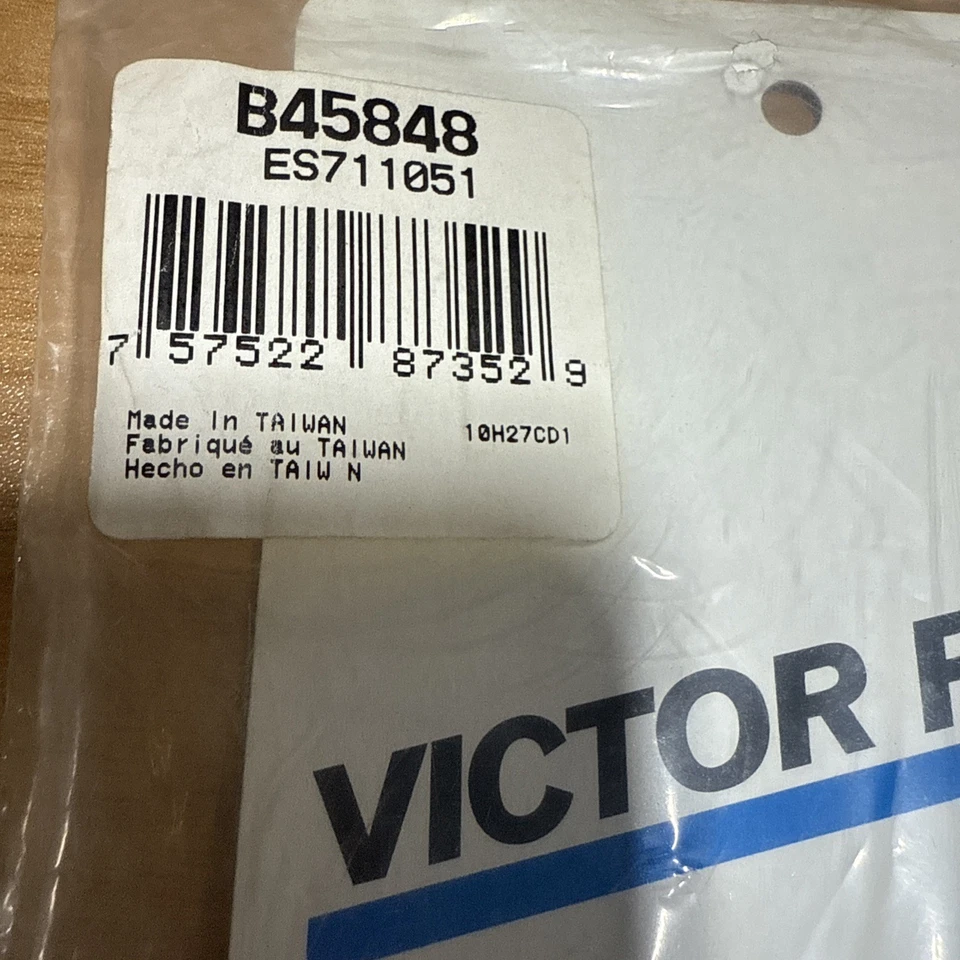 B45848
ES711051
7 57522 87352 9
Made In TAIWAN
Fabriqué au TAIWAN
Hecho en TAIW N
10H27CD1
VICTOR